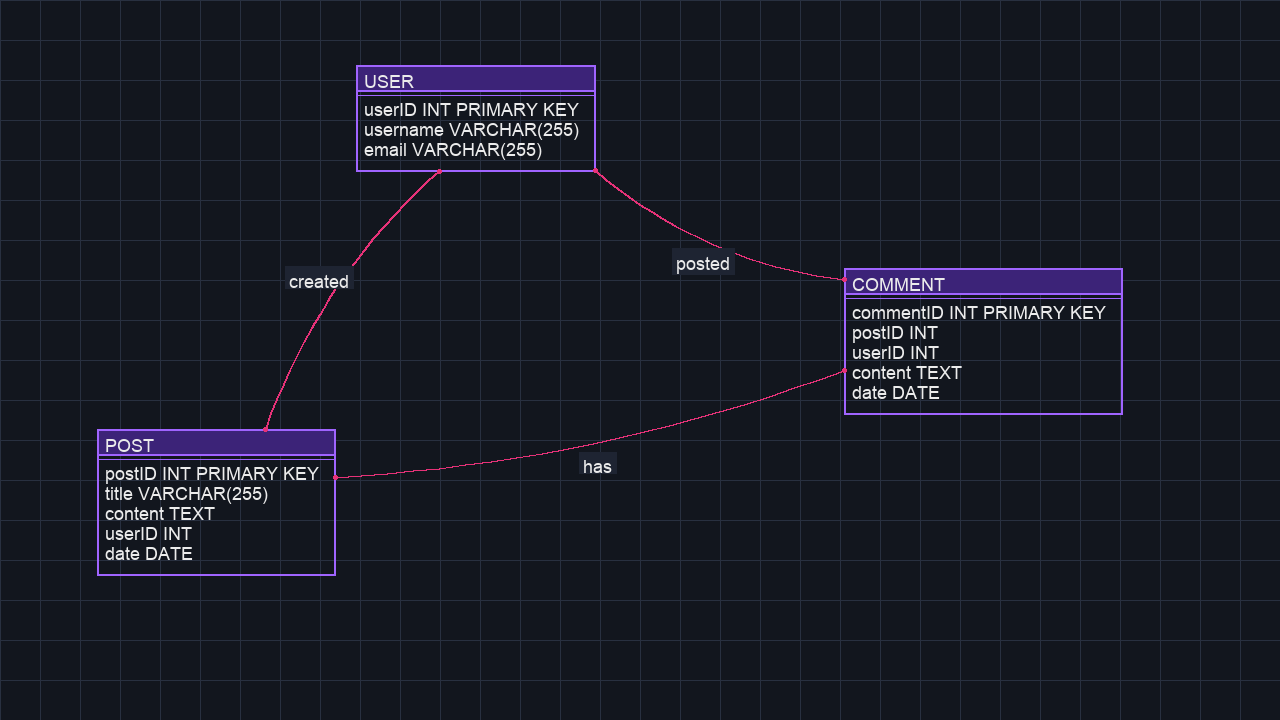 USER
userID INT PRIMARY KEY
username VARCHAR(255)
email VARCHAR(255)
created
posted
COMMENT
commentID INT PRIMARY KEY
postID INT
userID INT
content TEXT
date DATE
POST
postID INT PRIMARY KEY
title VARCHAR(255)
content TEXT
userID INT
date DATE
has